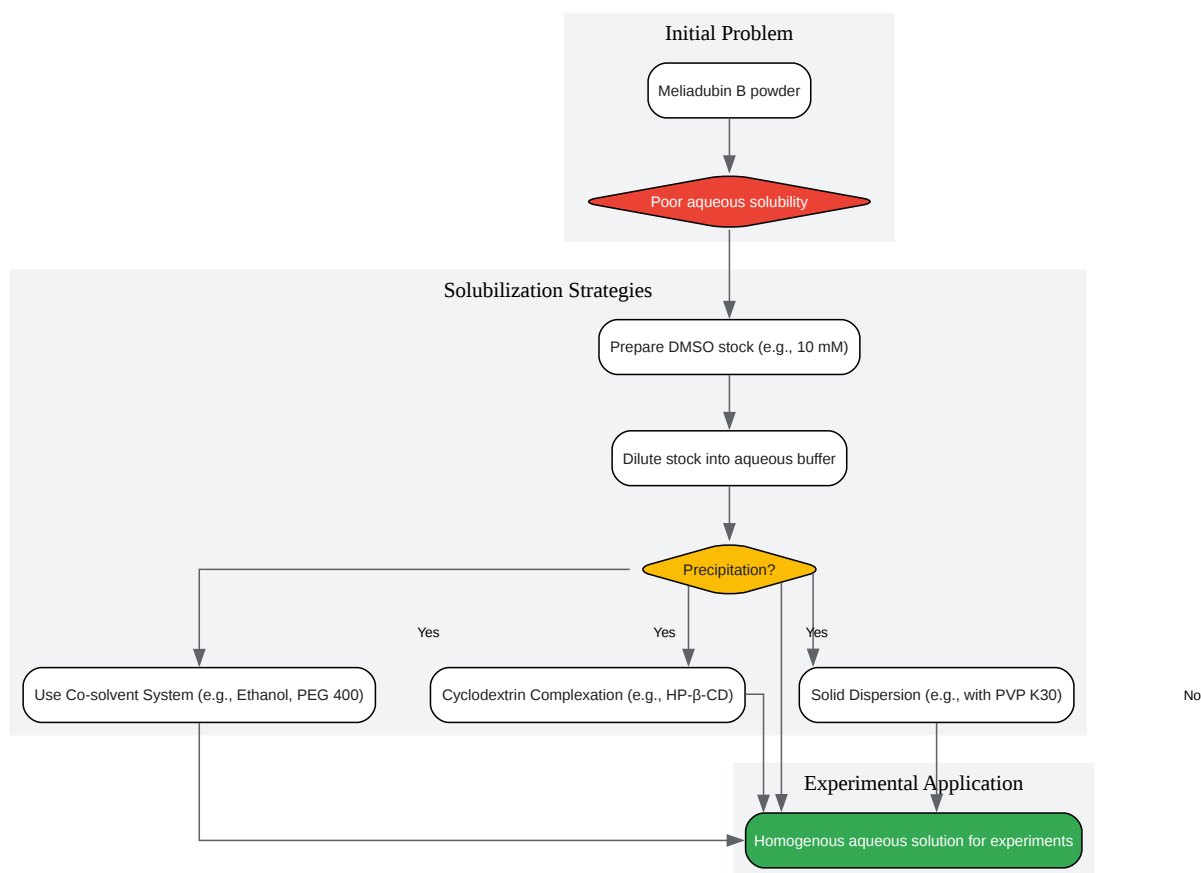 Initial Problem
Meliadubin B powder
Poor aqueous solubility
Solubilization Strategies
Prepare DMSO stock (e.g., 10 mM)
Dilute stock into aqueous buffer
Precipitation?
Yes
Yes
Yes
Use Co-solvent System (e.g., Ethanol, PEG 400)
Cyclodextrin Complexation (e.g., HP-β-CD)
Solid Dispersion (e.g., with PVP K30)
No
Experimental Application
Homogenous aqueous solution for experiments